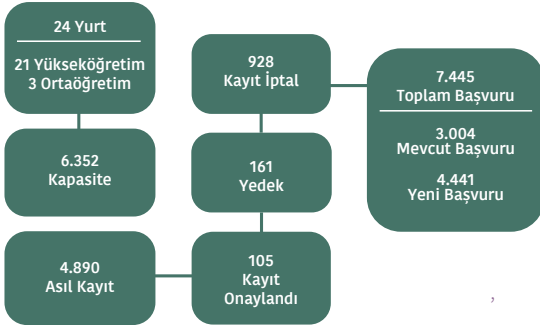 24 Yurt
21 Yükseköğretim
3 Ortaöğretim
6.352
Kapasite
4.890
Asıl Kayıt
928
Kayıt İptal
161
Yedek
105
Kayıt
Onaylandı
7.445
Toplam Başvuru
3.004
Mevcut Başvuru
4.441
Yeni Başvuru
,